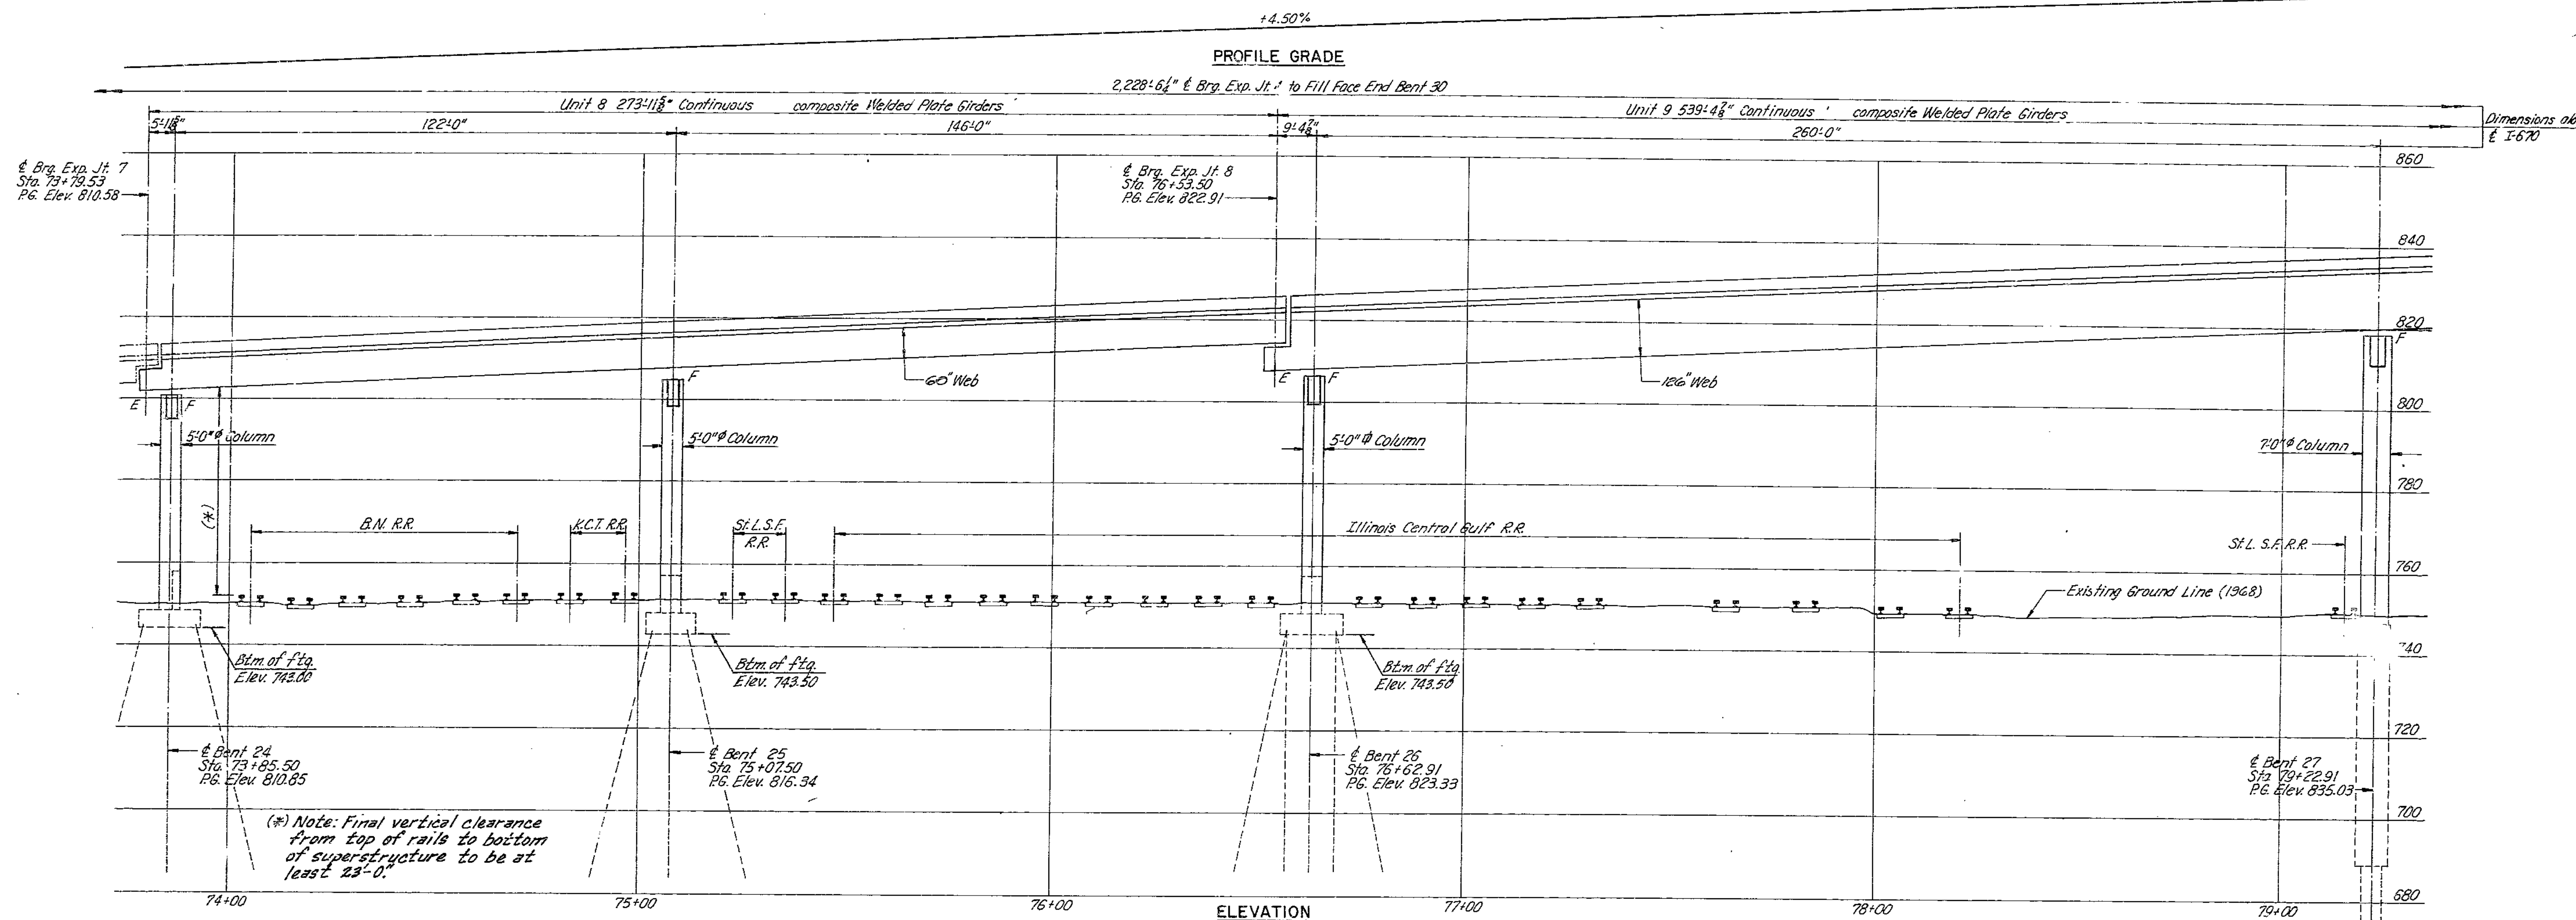 +4.50%
PROFILE GRADE
2,228'-6¼" ℄ Brg. Exp. Jt. to Fill Face End Bent 30
Unit 8 273'-11⅝" Continuous composite Welded Plate Girders
Unit 9 539'-4⅞" Continuous composite Welded Plate Girders
5'-11⅝"
122'-0"
146'-0"
9'-4⅞"
260'-0"
Dimensions
℄ I-670
℄ Brg. Exp. Jt. 7
Sta. 73+79.53
P.G. Elev. 810.58
℄ Brg. Exp. Jt. 8
Sta. 76+53.50
P.G. Elev. 822.91
860
840
820
800
780
760
740
720
700
680
60" Web
126" Web
E
F
F
E
F
F
5'-0" φ Column
5'-0" φ Column
5'-0" φ Column
7'-0" φ Column
(*)
B.N. R.R.
K.C.T. R.R.
St.L.S.F.
R.R.
Illinois Central Gulf R.R.
St.L. S.F. R.R.
Existing Ground Line (1968)
Btm. of ftg.
Elev. 743.00
Btm. of ftg.
Elev. 743.50
Btm. of ftg.
Elev. 743.50
℄ Bent 24
Sta. 73+85.50
P.G. Elev. 810.85
℄ Bent 25
Sta. 75+07.50
P.G. Elev. 816.34
℄ Bent 26
Sta. 76+62.91
P.G. Elev. 823.33
℄ Bent 27
Sta 79+22.91
P.G. Elev. 835.03
(*) Note: Final vertical clearance
from top of rails to bottom
of superstructure to be at
least 23'-0".
74+00
75+00
76+00
77+00
78+00
79+00
ELEVATION